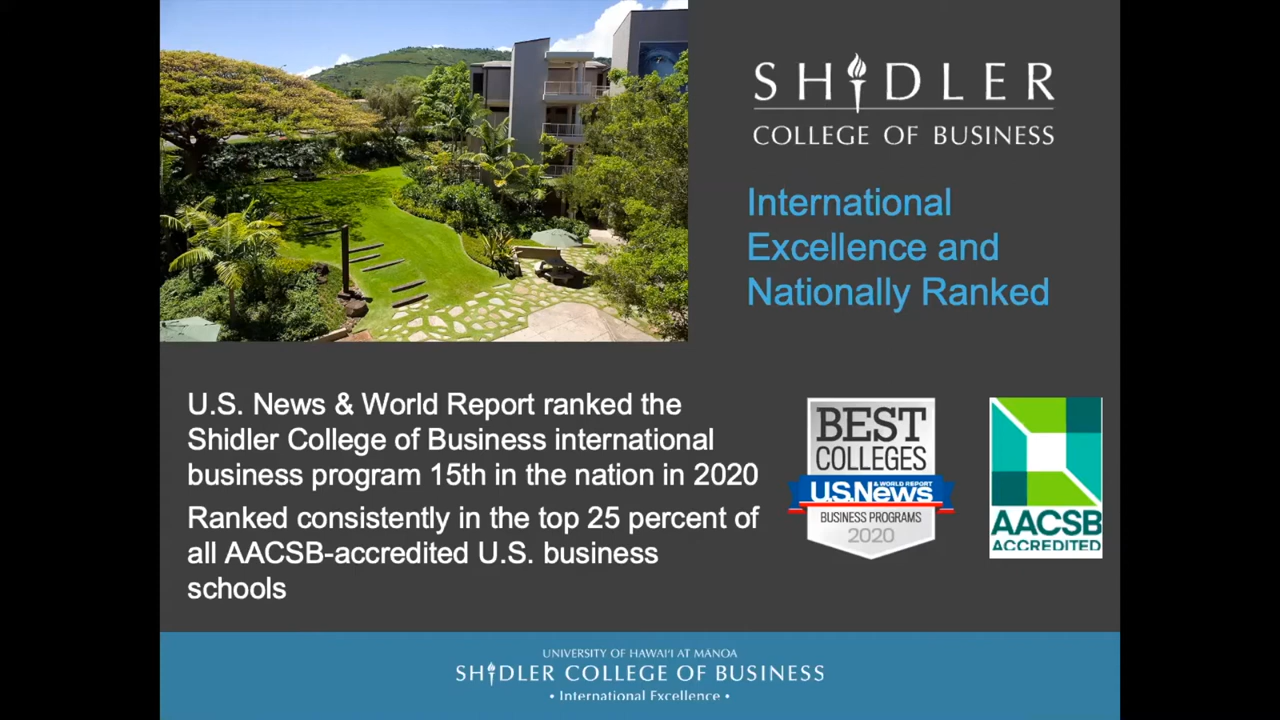 SHIDLER
COLLEGE OF BUSINESS
International
Excellence and
Nationally Ranked
U.S. News & World Report ranked the
Shidler College of Business international
business program 15th in the nation in 2020
Ranked consistently in the top 25 percent of
all AACSB-accredited U.S. business
schools
BEST
COLLEGES
U.S.News & WORLD REPORT
BUSINESS PROGRAMS
2020
AACSB
ACCREDITED
UNIVERSITY OF HAWAI'I AT MĀNOA
SHIDLER COLLEGE OF BUSINESS
• International Excellence •